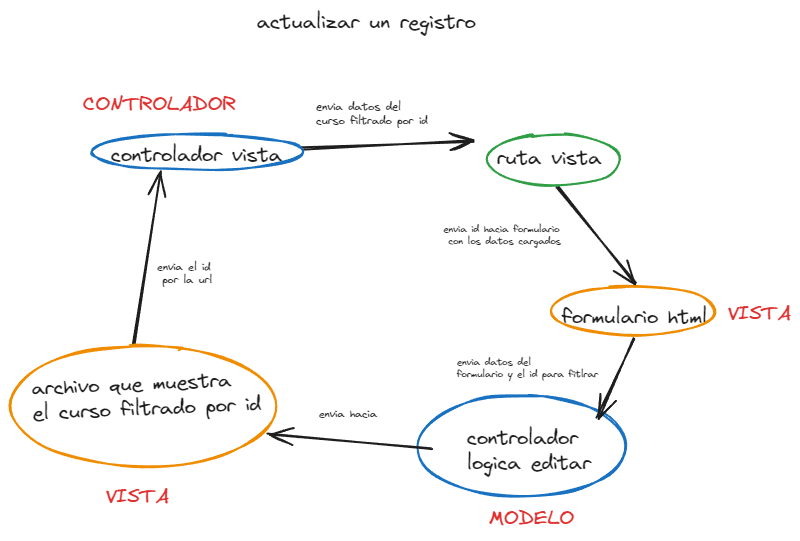 actualizar un registro
CONTROLADOR
envia datos del
curso filtrado por id
controlador vista
ruta vista
envia id hacia formulario
con los datos cargados
envia el id
por la url
formulario html
VISTA
envia datos del
formulario y el id para fitlrar
archivo que muestra
el curso filtrado por id
envia hacia
controlador
logica editar
VISTA
MODELO